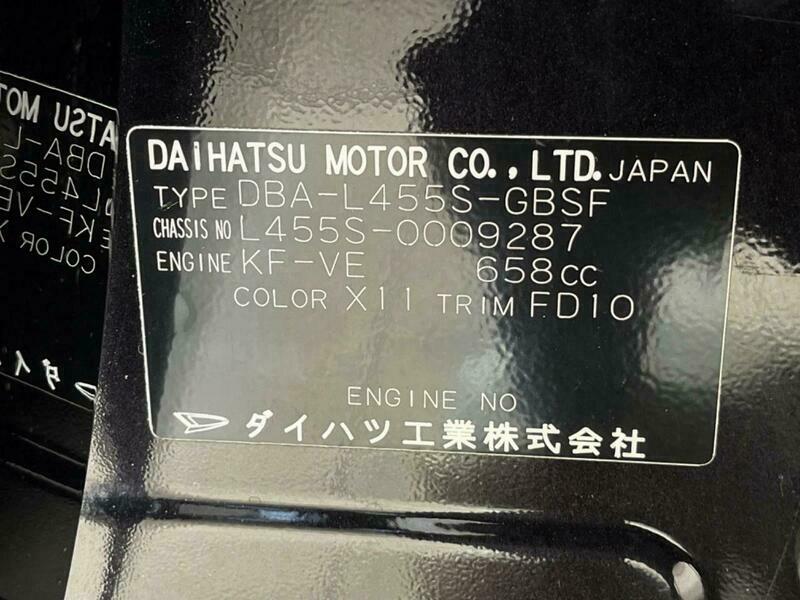 DAIHATSU MOTOR CO., LTD. JAPAN
TYPE DBA-L455S-GBSF
CHASSIS NO L455S-0009287
ENGINE KF-VE 658cc
COLOR X11 TRIM FD10
ENGINE NO
ダイハツ工業株式会社